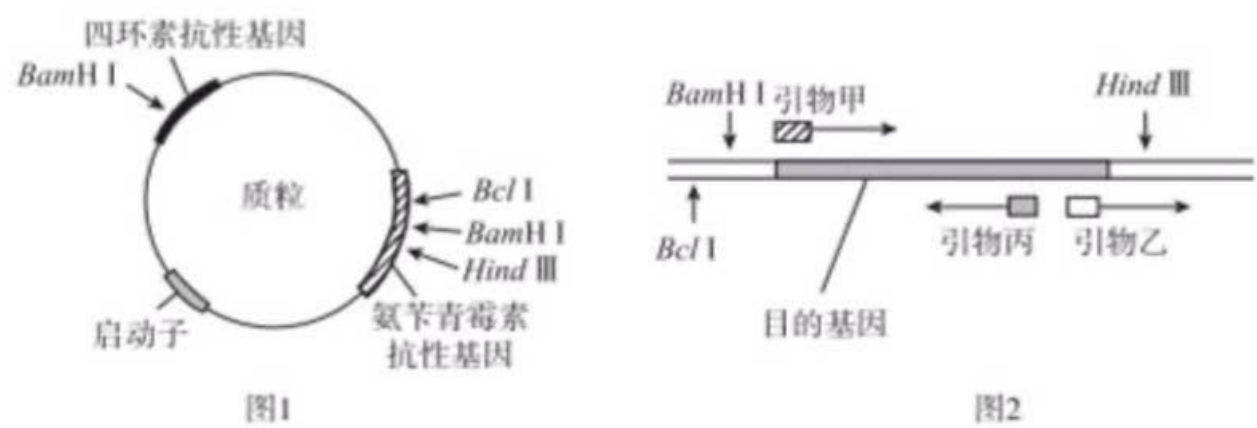 四环素抗性基因
BamH Ⅰ
质粒
Bcl Ⅰ
BamH Ⅰ
Hind Ⅲ
启动子
氨苄青霉素
抗性基因
图1
BamH Ⅰ
引物甲
Hind Ⅲ
Bcl Ⅰ
引物丙
引物乙
目的基因
图2